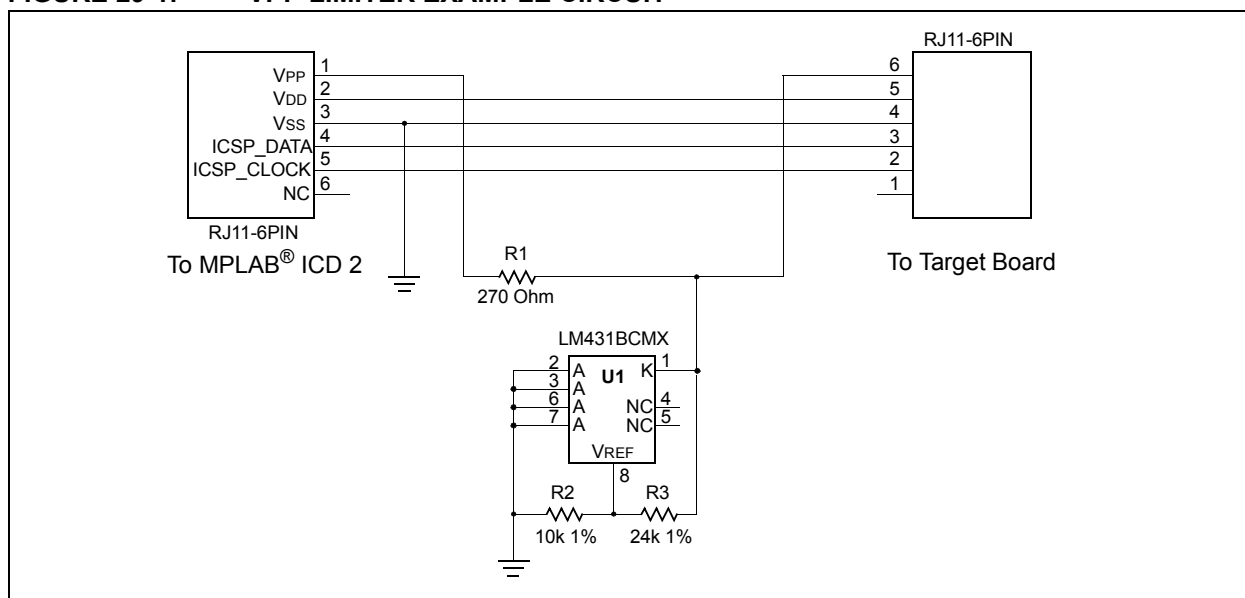 FIGURE VPP LIMITER EXAMPLE CIRCUIT
RJ11-6PIN
VPP 1
VDD 2
VSS 3
ICSP_DATA 4
ICSP_CLOCK 5
NC 6
RJ11-6PIN
To MPLAB® ICD 2
6
5
4
3
2
1
To Target Board
R1
270 Ohm
LM431BCMX
U1
2 A
3 A
6 A
7 A
K 1
NC 4
NC 5
VREF
8
R2
10k 1%
R3
24k 1%